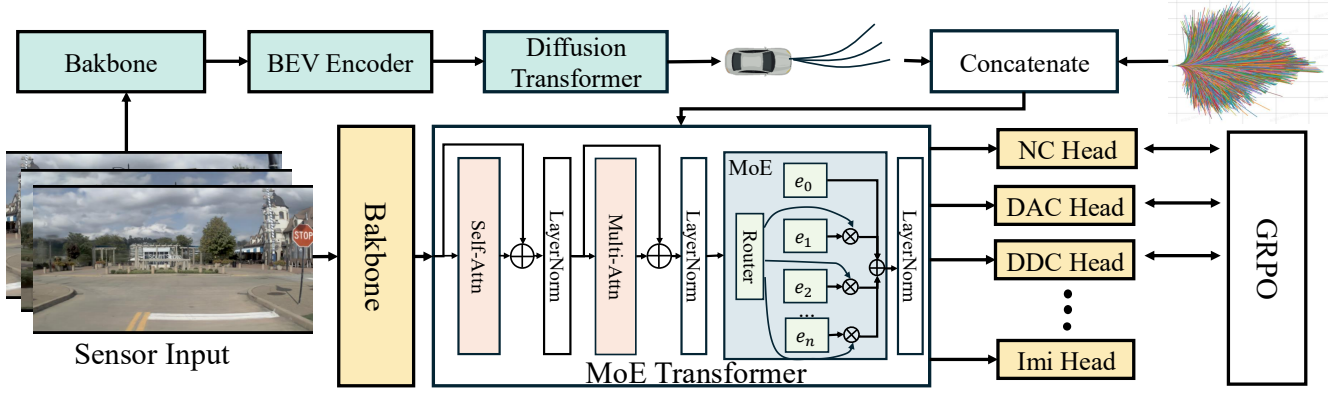 Bakbone
BEV Encoder
Diffusion
Transformer
Concatenate
Sensor Input
STOP
Bakbone
Self-Attn
LayerNorm
Multi-Attn
LayerNorm
MoE
Router
e₀
e₁
e₂
...
eₙ
LayerNorm
MoE Transformer
NC Head
DAC Head
DDC Head
Imi Head
GRPO